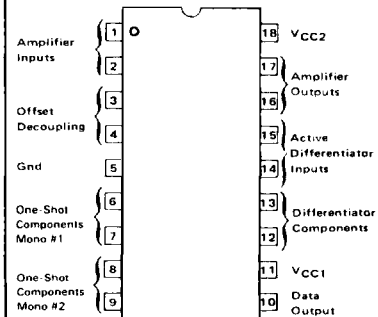 Amplifier
Inputs
1
2
Offset
Decoupling
3
4
Gnd
5
One-Shot
Components
Mono #1
6
7
One-Shot
Components
Mono #2
8
9
18 VCC2
17
16
Amplifier
Outputs
15
14
Active
Differentiator
Inputs
13
12
Differentiator
Components
11 VCC1
10 Data
Output